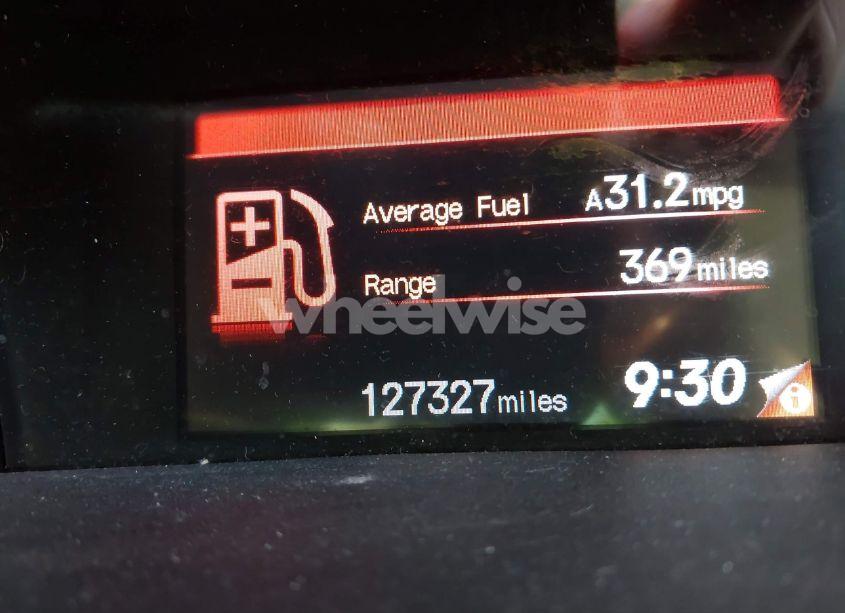 Average Fuel A31.2mpg
Range 369miles
wheelwise
127327miles 9:30
i